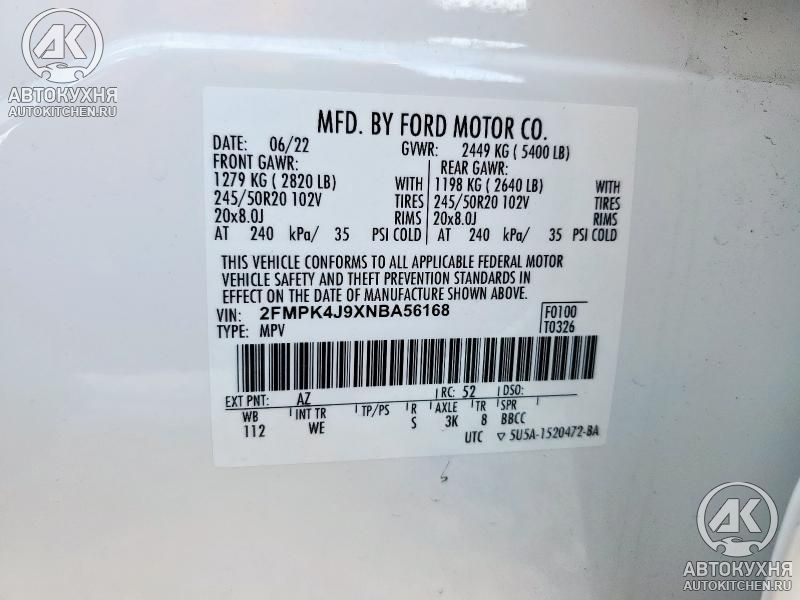 AK
АВТОКУХНЯ
AUTOKITCHEN.RU
MFD. BY FORD MOTOR CO.
DATE: 06/22 GVWR: 2449 KG ( 5400 LB)
FRONT GAWR: REAR GAWR:
1279 KG ( 2820 LB) WITH 1198 KG ( 2640 LB) WITH
245/50R20 102V TIRES 245/50R20 102V TIRES
20x8.0J RIMS 20x8.0J RIMS
AT 240 kPa/ 35 PSI COLD AT 240 kPa/ 35 PSI COLD
THIS VEHICLE CONFORMS TO ALL APPLICABLE FEDERAL MOTOR
VEHICLE SAFETY AND THEFT PREVENTION STANDARDS IN
EFFECT ON THE DATE OF MANUFACTURE SHOWN ABOVE.
VIN: 2FMPK4J9XNBA56168 F0100
TYPE: MPV T0326
EXT PNT: AZ RC: 52 DSO:
WB INT TR TP/PS R AXLE TR SPR
112 WE S 3K 8 BBCC
UTC ▽ 5U5A-1520472-BA
AK
АВТОКУХНЯ
AUTOKITCHEN.RU